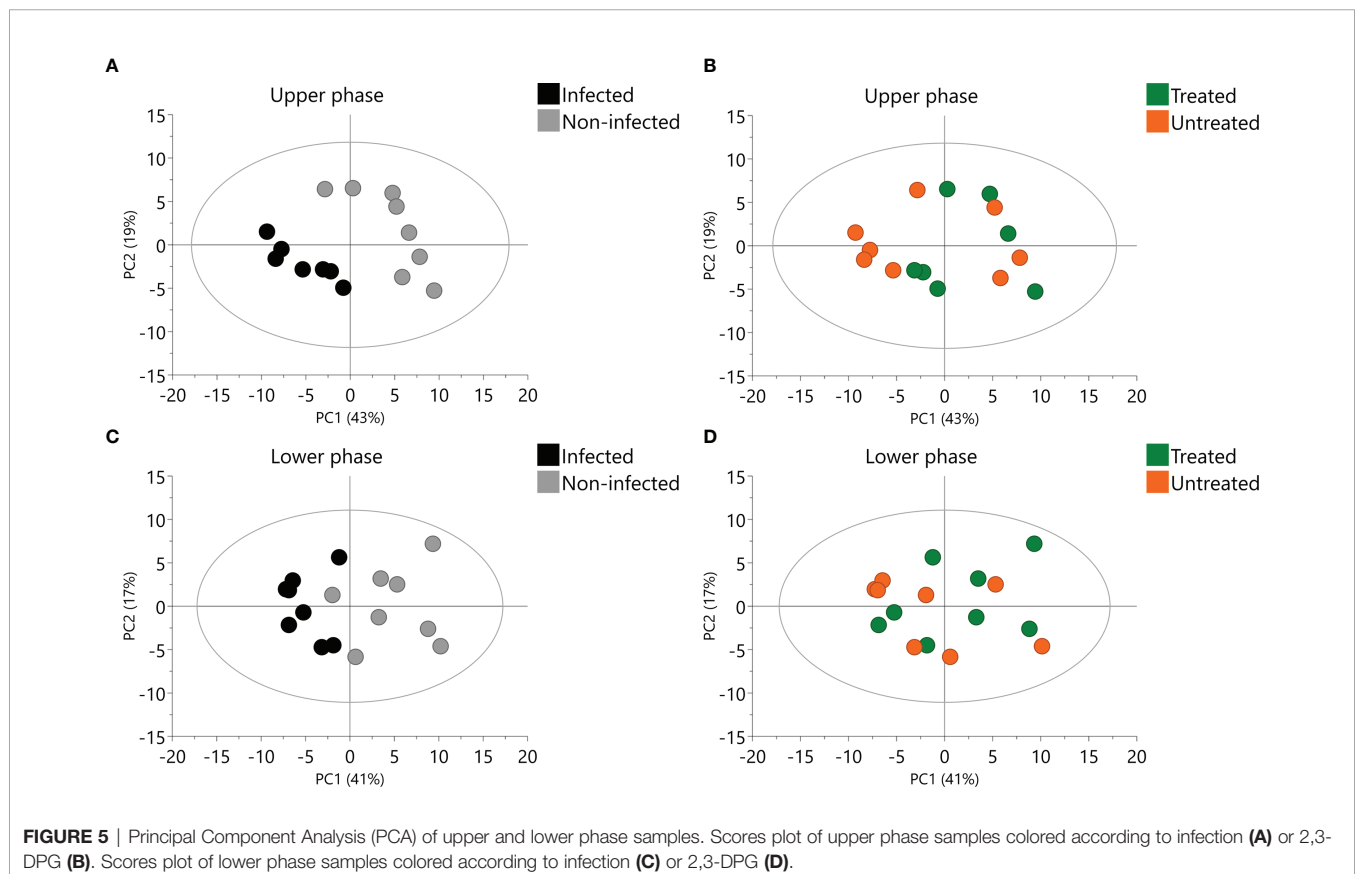 A
Upper phase
Infected
Non-infected
15
10
5
0
-5
-10
-15
PC2 (19%)
-20 -15 -10 -5 0 5 10 15 20
PC1 (43%)
B
Upper phase
Treated
Untreated
15
10
5
0
-5
-10
-15
PC2 (19%)
-20 -15 -10 -5 0 5 10 15 20
PC1 (43%)
C
Lower phase
Infected
Non-infected
15
10
5
0
-5
-10
-15
PC2 (17%)
-20 -15 -10 -5 0 5 10 15 20
PC1 (41%)
D
Lower phase
Treated
Untreated
15
10
5
0
-5
-10
-15
PC2 (17%)
-20 -15 -10 -5 0 5 10 15 20
PC1 (41%)
FIGURE 5 | Principal Component Analysis (PCA) of upper and lower phase samples. Scores plot of upper phase samples colored according to infection (A) or 2,3-
DPG (B). Scores plot of lower phase samples colored according to infection (C) or 2,3-DPG (D).